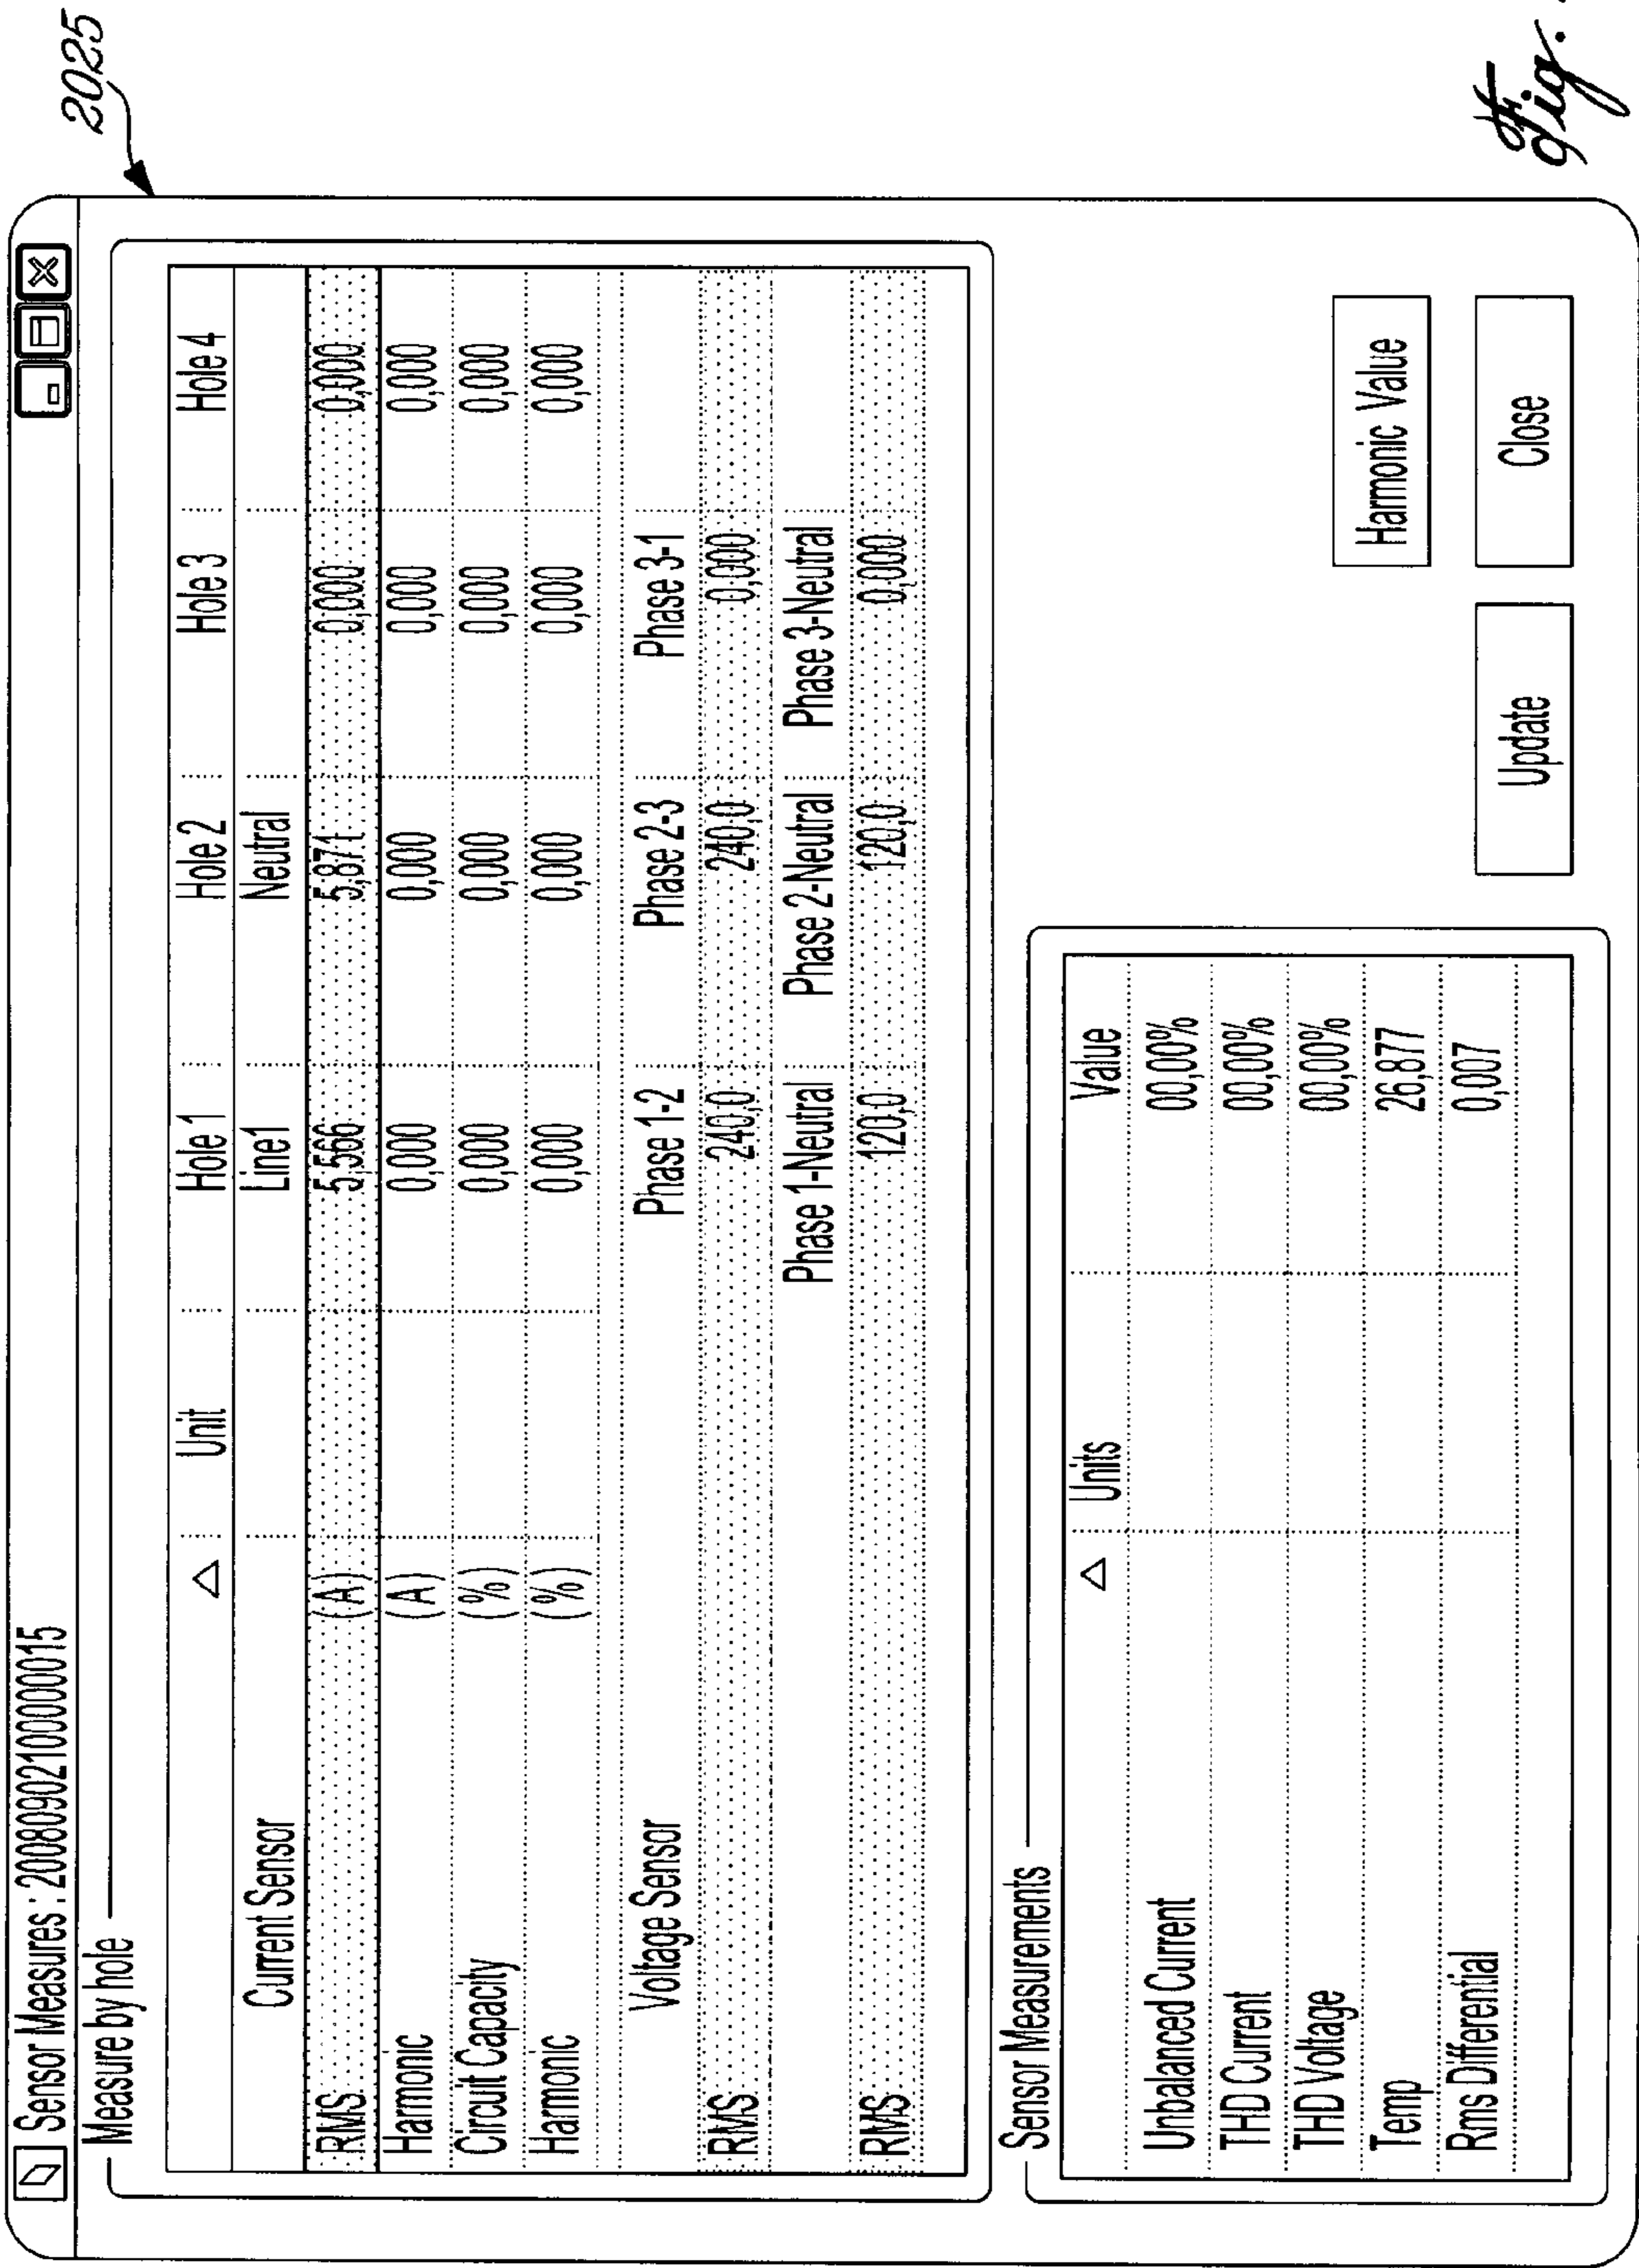 2025
Sensor Measures : 20080902100000015
Measure by hole
△ Unit Hole 1 Hole 2 Hole 3 Hole 4
Current Sensor Line1 Neutral
RMS (A) 5,566 5,871 0,000 0,000
Harmonic (A) 0,000 0,000 0,000 0,000
Circuit Capacity (%) 0,000 0,000 0,000 0,000
Harmonic (%) 0,000 0,000 0,000 0,000
Voltage Sensor Phase 1-2 Phase 2-3 Phase 3-1
RMS 240,0 240,0 0,000
Phase 1-Neutral Phase 2-Neutral Phase 3-Neutral
RMS 120,0 120,0 0,000
Sensor Measurements
△ Units Value
Unbalanced Current 00,00%
THD Current 00,00%
THD Voltage 00,00%
Temp 26,877
Rms Differential 0,007
Harmonic Value
Update Close
Fig.